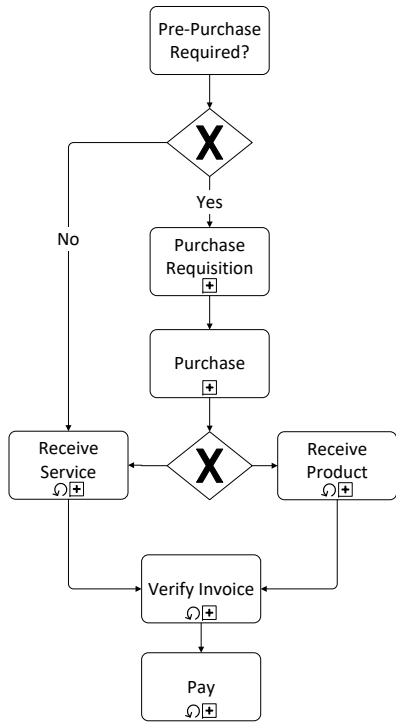 Pre-Purchase
Required?
X
Yes
No
Purchase
Requisition
Purchase
Receive
Service
X
Receive
Product
Verify Invoice
Pay